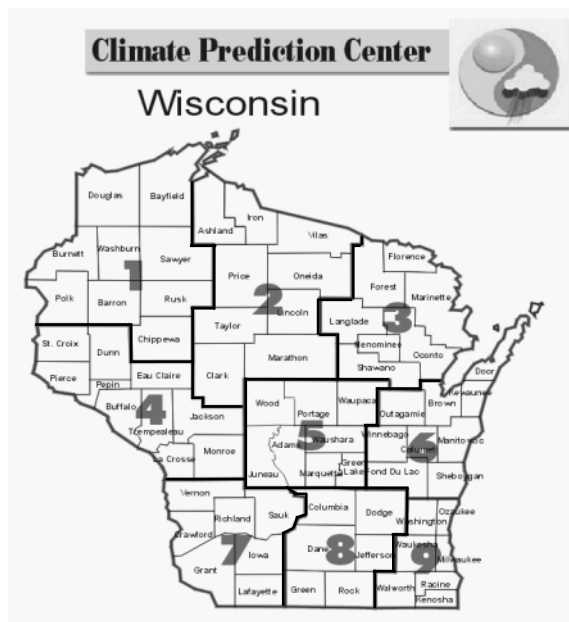 Climate Prediction Center
Wisconsin
Douglas
Bayfield
Ashland
Iron
Vilas
Burnett
Washburn
Sawyer
1
Florence
Price
2
Oneida
Forest
Marinette
Polk
Barron
Rusk
Lincoln
Langlade
3
Taylor
Chippewa
Menominee
Oconto
St. Croix
Dunn
Marathon
Shawano
Door
Pierce
Pepin
Eau Claire
Clark
Kewaunee
Buffalo
4
Jackson
Wood
Portage
Waupaca
Outagamie
Brown
Trempealeau
Adams
5
Waushara
Winnebago
6
Calumet
Manitowoc
La Crosse
Monroe
Juneau
Marquette
Green
Lake
Fond Du Lac
Sheboygan
Vernon
Richland
Sauk
Columbia
Dodge
Washington
Ozaukee
Crawford
7
Iowa
Dane
8
Jefferson
Waukesha
9
Milwaukee
Grant
Lafayette
Green
Rock
Walworth
Racine
Kenosha